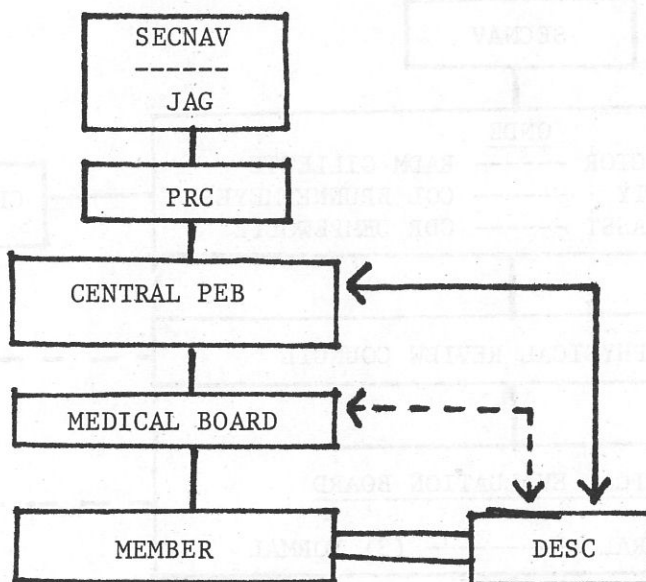 SECNAV
JAG
PRC
CENTRAL PEB
MEDICAL BOARD
MEMBER
DESC